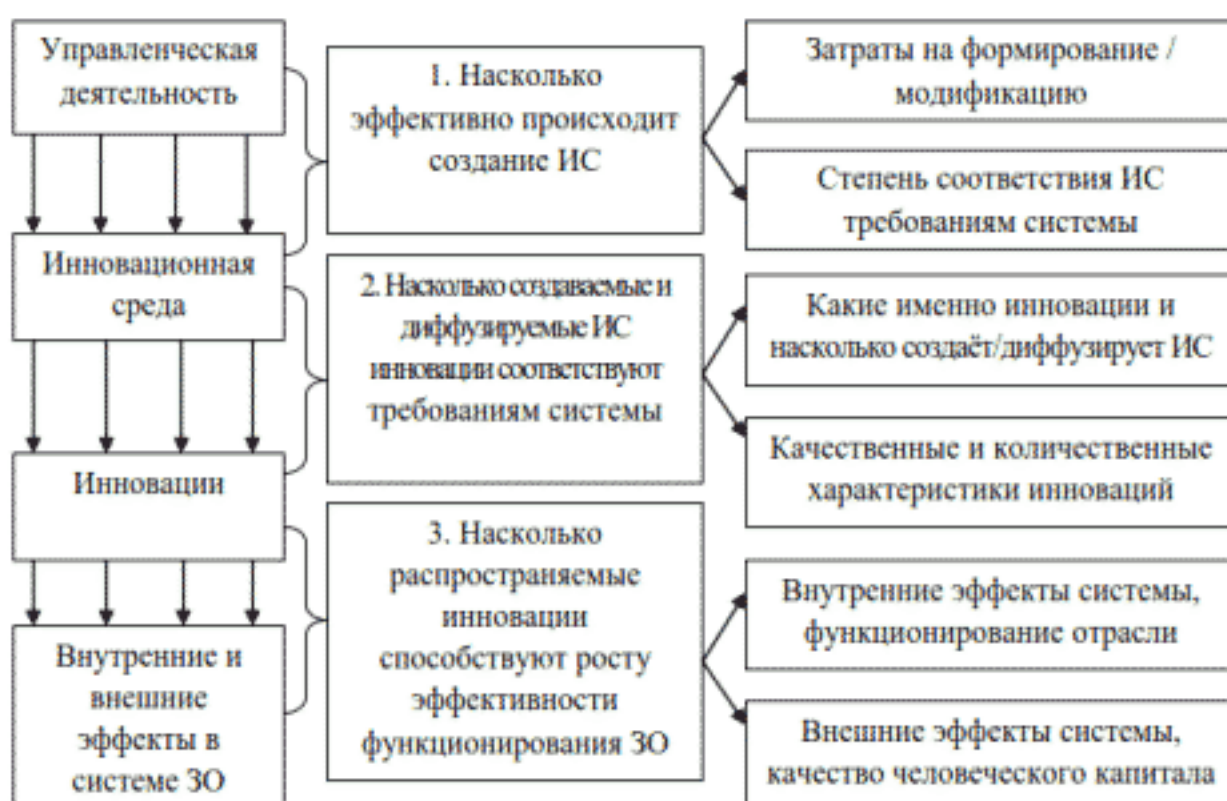 Управленческая
деятельность
Инновационная
среда
Инновации
Внутренние и
внешние
эффекты в
системе ЗО
1. Насколько
эффективно происходит
создание ИС
2. Насколько создаваемые и
диффузируемые ИС
инновации соответствуют
требованиям системы
3. Насколько
распространяемые
инновации
способствуют росту
эффективности
функционирования ЗО
Затраты на формирование /
модификацию
Степень соответствия ИС
требованиям системы
Какие именно инновации и
насколько создаёт/диффузирует ИС
Качественные и количественные
характеристики инноваций
Внутренние эффекты системы,
функционирование отрасли
Внешние эффекты системы,
качество человеческого капитала